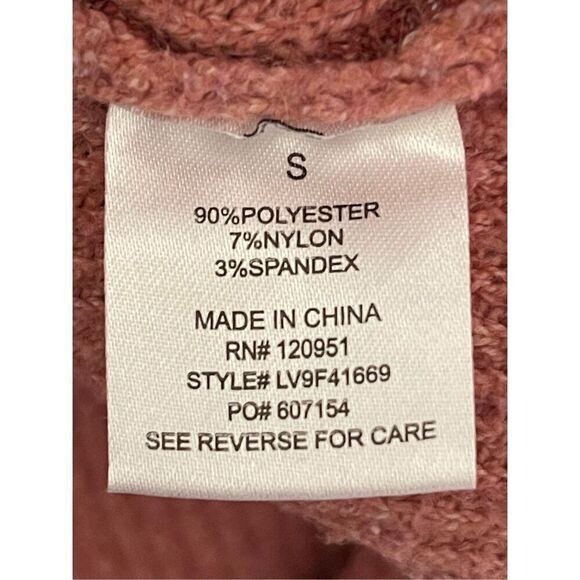 S
90%POLYESTER
7%NYLON
3%SPANDEX
MADE IN CHINA
RN# 120951
STYLE# LV9F41669
PO# 607154
SEE REVERSE FOR CARE